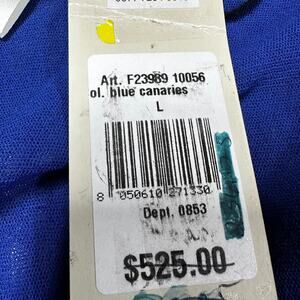 Art. F23989 10056
ol. blue canaries
L
8 050610 271330
Dept. 0853
$525.00